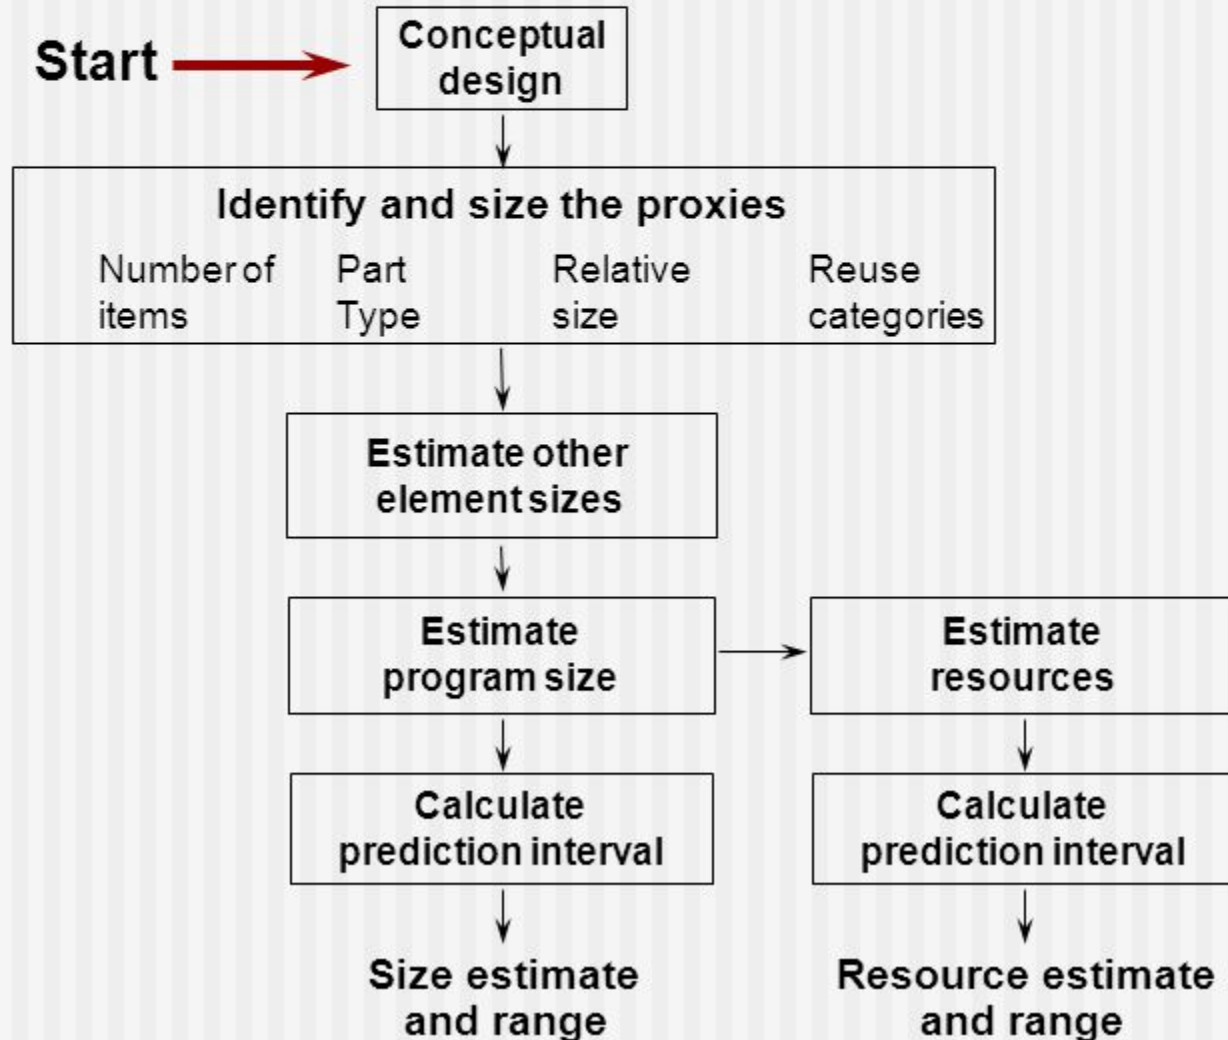 Start
Conceptual
design
Identify and size the proxies
Number of
items
Part
Type
Relative
size
Reuse
categories
Estimate other
element sizes
Estimate
program size
Estimate
resources
Calculate
prediction interval
Calculate
prediction interval
Size estimate
and range
Resource estimate
and range